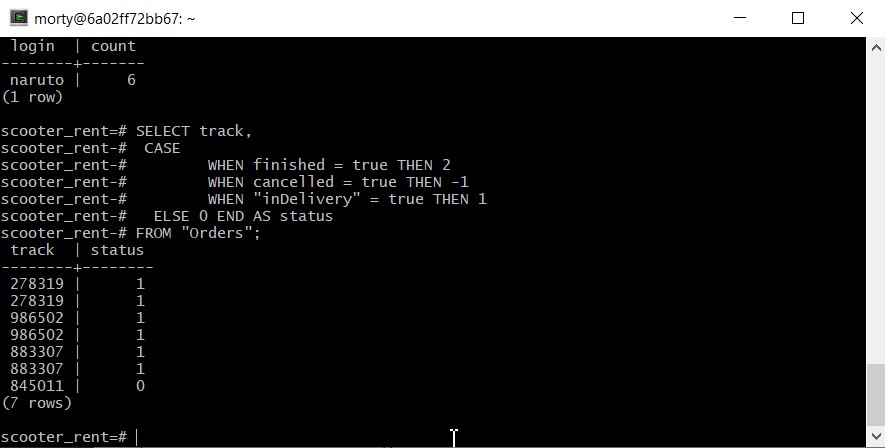 morty@6a02ff72bb67: ~
login | count
--------+-------
naruto | 6
(1 row)
scooter_rent=# SELECT track,
scooter_rent-# CASE
scooter_rent-# WHEN finished = true THEN 2
scooter_rent-# WHEN cancelled = true THEN -1
scooter_rent-# WHEN "inDelivery" = true THEN 1
scooter_rent-# ELSE 0 END AS status
scooter_rent-# FROM "Orders";
track | status
--------+--------
278319 | 1
278319 | 1
986502 | 1
986502 | 1
883307 | 1
883307 | 1
845011 | 0
(7 rows)
scooter_rent=#